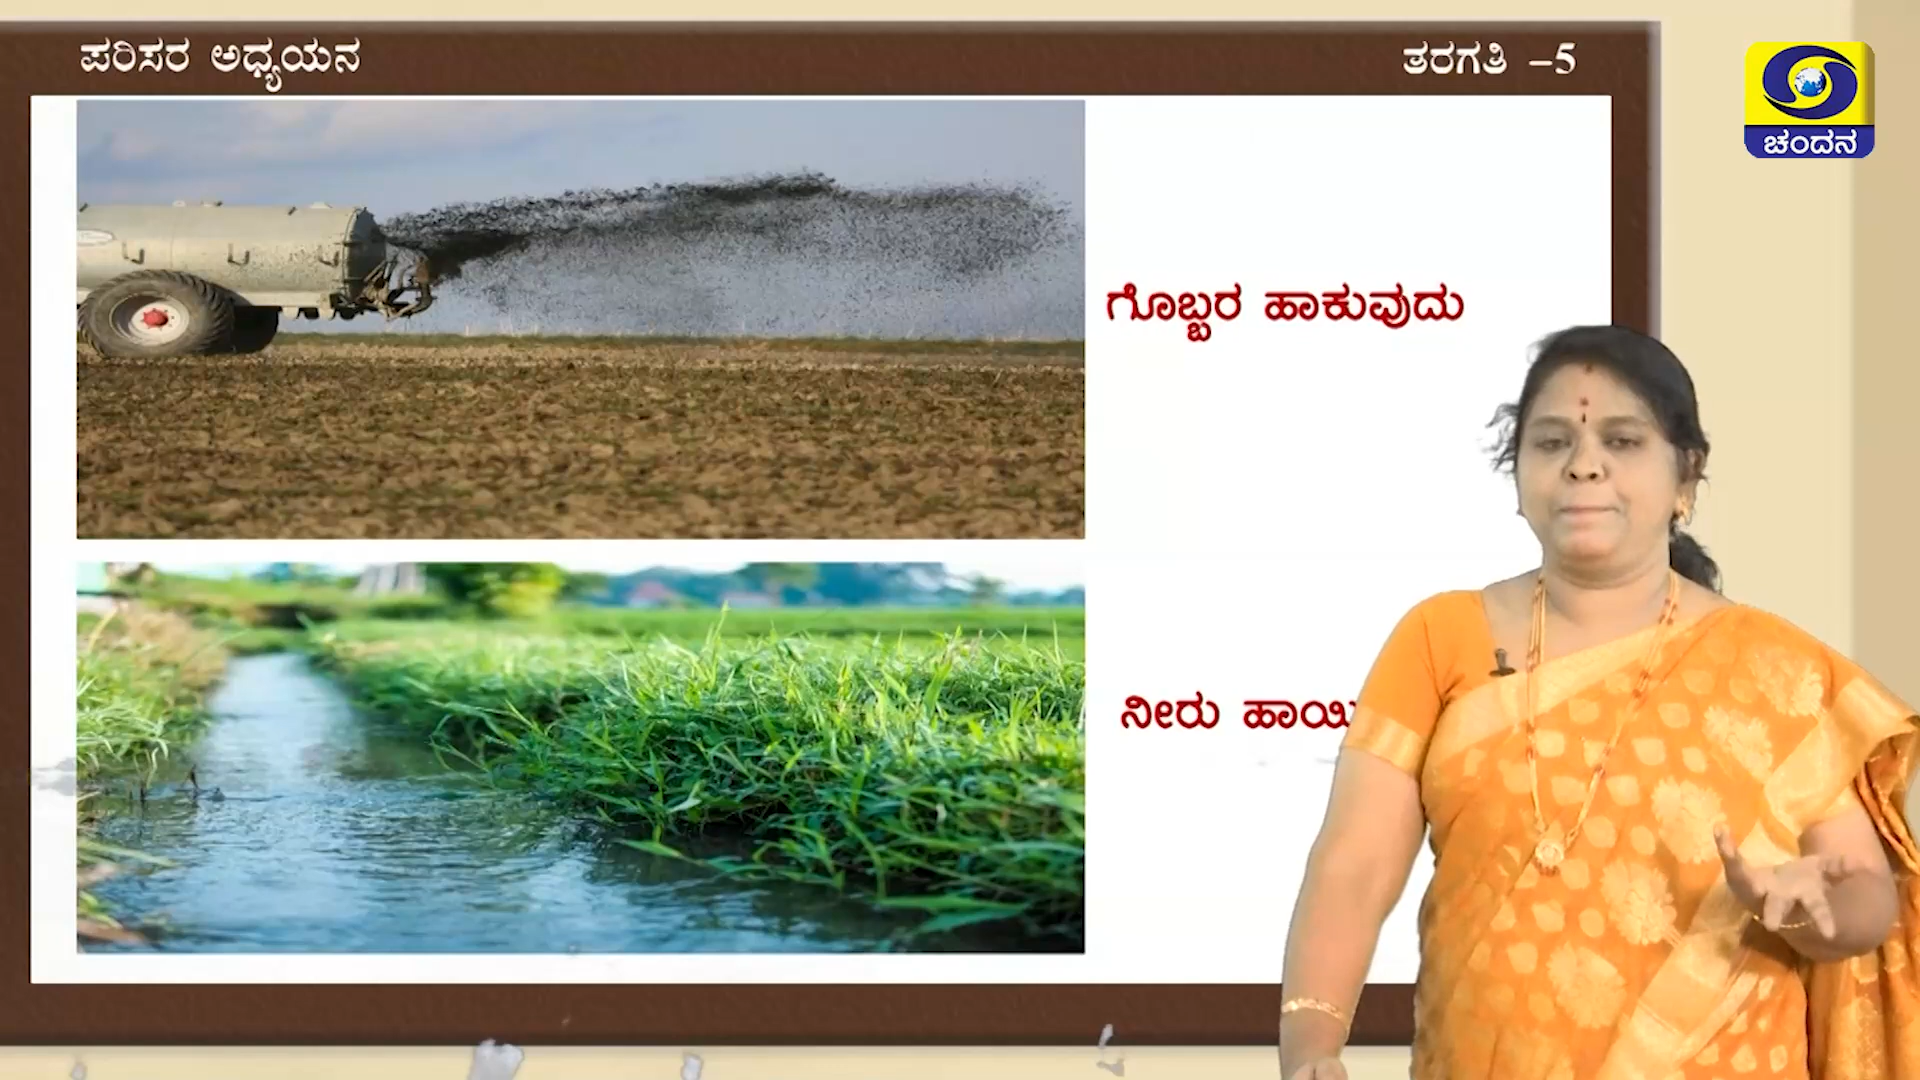 ಪರಿಸರ ಅಧ್ಯಯನ
ತರಗತಿ –5
ಚಂದನ
ಗೊಬ್ಬರ ಹಾಕುವುದು
ನೀರು